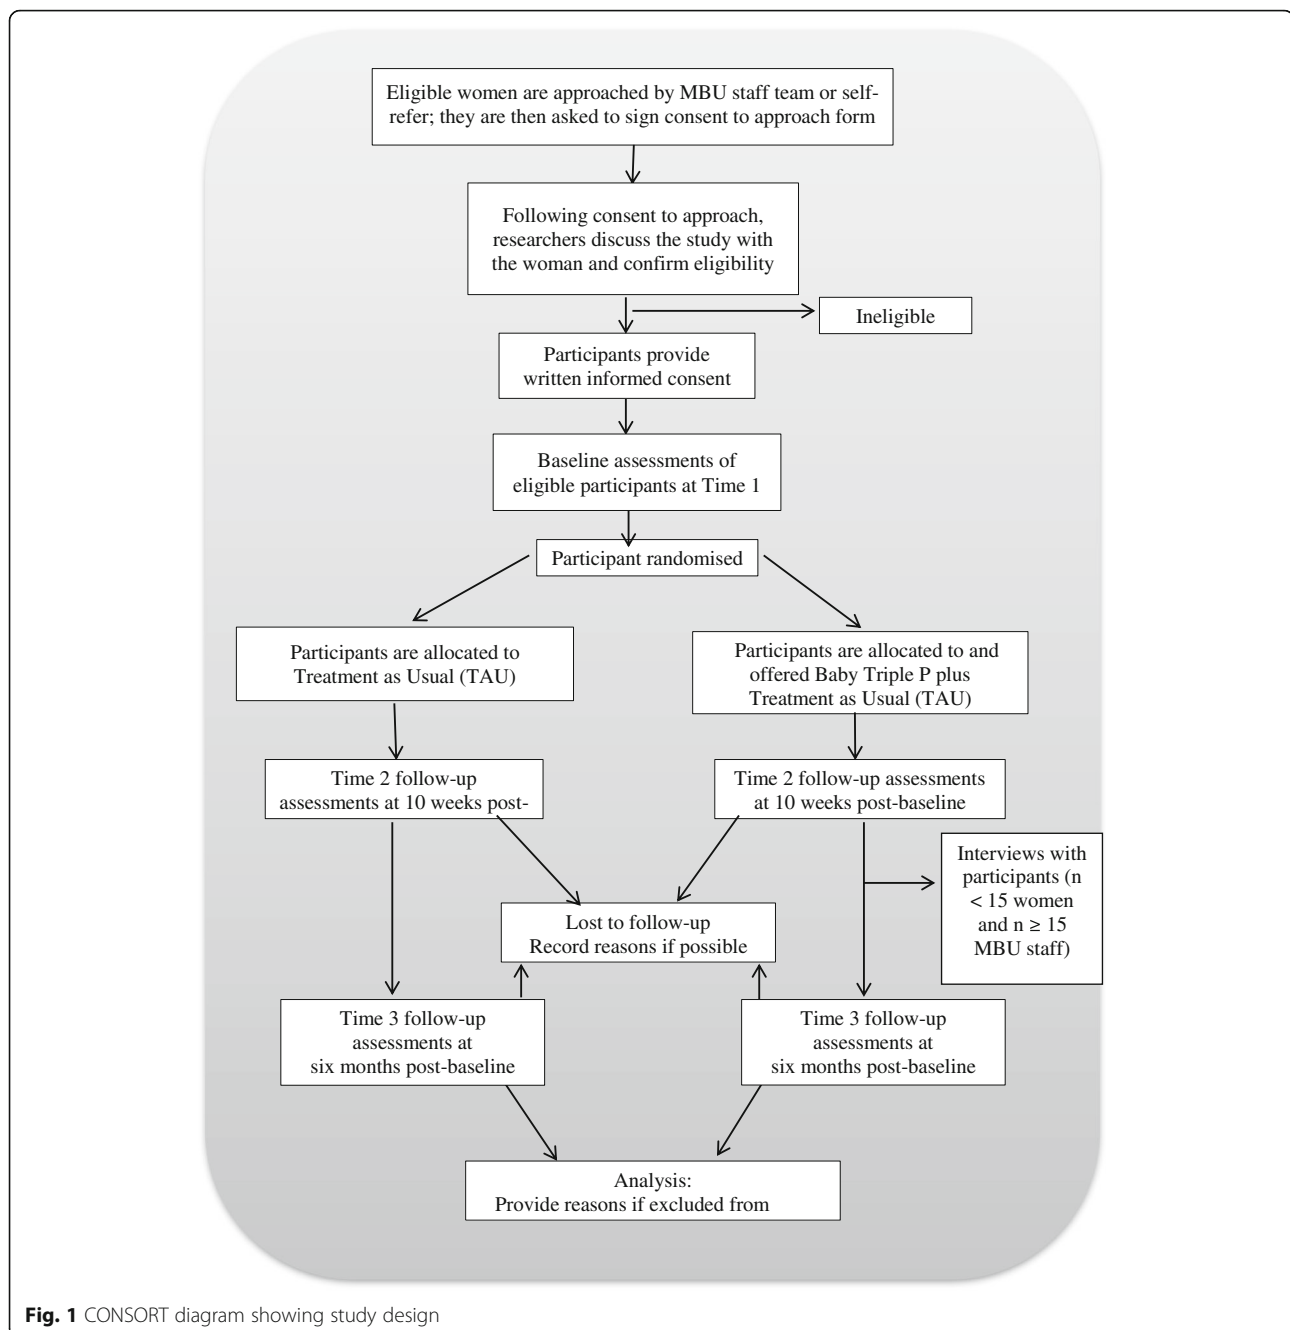 Eligible women are approached by MBU staff team or self-
refer; they are then asked to sign consent to approach form
Following consent to approach,
researchers discuss the study with
the woman and confirm eligibility
Ineligible
Participants provide
written informed consent
Baseline assessments of
eligible participants at Time 1
Participant randomised
Participants are allocated to
Treatment as Usual (TAU)
Participants are allocated to and
offered Baby Triple P plus
Treatment as Usual (TAU)
Time 2 follow-up
assessments at 10 weeks post-
Time 2 follow-up assessments
at 10 weeks post-baseline
Interviews with
participants (n
< 15 women
and n ≥ 15
MBU staff)
Lost to follow-up
Record reasons if possible
Time 3 follow-up
assessments at
six months post-baseline
Time 3 follow-up
assessments at
six months post-baseline
Analysis:
Provide reasons if excluded from
Fig. 1 CONSORT diagram showing study design